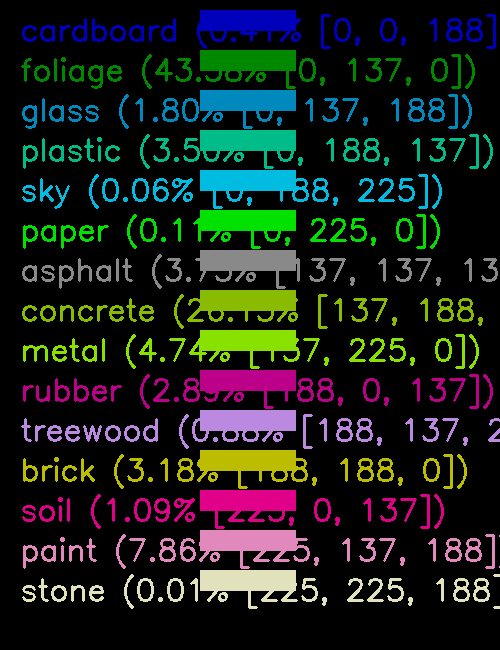 cardboard (0.41% [0, 0, 188]
foliage (43.58% [0, 137, 0])
glass (1.80% [0, 137, 188])
plastic (3.50% [0, 188, 137])
sky (0.06% [0, 188, 225])
paper (0.11% [0, 225, 0])
asphalt (3.75% [137, 137, 13
concrete (26.13% [137, 188,
metal (4.74% [137, 225, 0])
rubber (2.89% [188, 0, 137])
treewood (0.88% [188, 137, 2
brick (3.18% [188, 188, 0])
soil (1.09% [225, 0, 137])
paint (7.86% [225, 137, 188]
stone (0.01% [225, 225, 188]